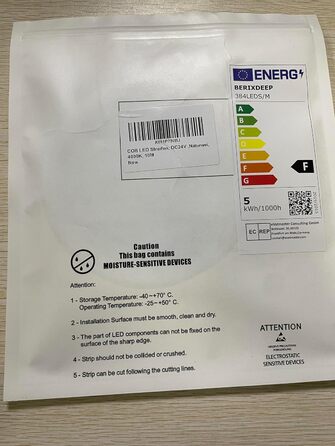 ENERG
BERIXDEEP
384LEDS/M
A
B
C
D
E
F
G
F
5
kWh/1000h
COB LED Streifen, DC24V ,Naturweiß,
4000K, 10M
New
EC REP
Caution
This bag contains
MOISTURE-SENSITIVE DEVICES
Attention:
1 - Storage Temperature: -40~+70° C.
Operating Temperature: -25~+50° C.
2 - Installation Surface must be smooth, clean and dry.
3 - The part of LED components can not be fixed on the
surface of the sharp edge.
4 - Strip should not be collided or crushed.
5 - Strip can be cut following the cutting lines.
ATTENTION
ELECTROSTATIC
SENSITIVE DEVICES